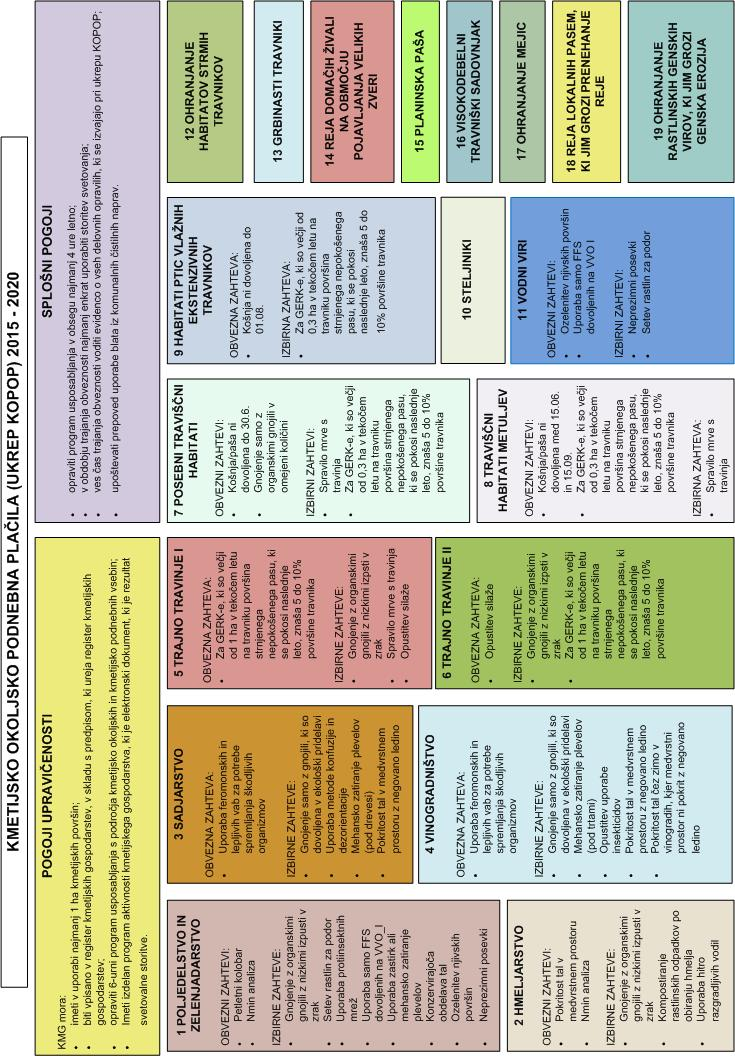 KMETIJSKO OKOLJSKO PODNEBNA PLAČILA (UKREP KOPOP) 2015 - 2020
POGOJI UPRAVIČENOSTI
KMG mora:
• imeti v uporabi najmanj 1 ha kmetijskih površin;
• biti vpisano v register kmetijskih gospodarstev, v skladu s predpisom, ki ureja register kmetijskih
gospodarstev;
• opraviti 6-urni program usposabljanja s področja kmetijsko okoljskih in kmetijsko podnebnih vsebin;
• Imeti izdelan program aktivnosti kmetijskega gospodarstva, ki je elektronski dokument, ki je rezultat
svetovalne storitve.
SPLOŠNI POGOJI
• opraviti program usposabljanja v obsegu najmanj 4 ure letno;
• v obdobju trajanja obveznosti najmanj enkrat uporabiti storitev svetovanja;
• ves čas trajanja obveznosti voditi evidenco o vseh delovnih opravilih, ki se izvajajo pri ukrepu KOPOP;
• upoštevati prepoved uporabe blata iz komunalnih čistilnih naprav.
1 POLJEDELSTVO IN
ZELENJADARSTVO
OBVEZNI ZAHTEVI:
• Petletni kolobar
• Nmin analiza
IZBIRNE ZAHTEVE:
• Gnojenje z organskimi
gnojili z nizkimi izpusti v
zrak
• Setev rastlin za podor
• Uporaba protiinsektnih
mrež
• Uporaba samo FFS
dovoljenih na VVO_I
• Uporaba zastirk ali
mehansko zatiranje
plevelov
• Konzervirajoča
obdelava tal
• Ozelenitev njivskih
površin
• Neprezimni posevki
2 HMELJARSTVO
OBVEZNI ZAHTEVI:
• Pokritost tal v
medvrstnem prostoru
• Nmin analiza
IZBIRNE ZAHTEVE:
• Gnojenje z organskimi
gnojili z nizkimi izpusti v
zrak
• Kompostiranje
rastlinskih odpadkov po
obiranju hmelja
• Uporaba hitro
razgradljivih vodil
3 SADJARSTVO
OBVEZNA ZAHTEVA:
• Uporaba feromonskih in
lepljivih vab za potrebe
spremljanja škodljivih
organizmov
IZBIRNE ZAHTEVE:
• Gnojenje samo z gnojili, ki so
dovoljena v ekološki pridelavi
• Uporaba metode konfuzije in
dezorientacije
• Mehansko zatiranje plevelov
(pod drevesi)
• Pokritost tal v medvrstnem
prostoru z negovano ledino
4 VINOGRADNIŠTVO
OBVEZNA ZAHTEVA:
• Uporaba feromonskih in
lepljivih vab za potrebe
spremljanja škodljivih
organizmov
IZBIRNE ZAHTEVE:
• Gnojenje samo z gnojili, ki so
dovoljena v ekološki pridelavi
• Mehansko zatiranje plevelov
(pod trtami)
• Opustitev uporabe
insekticidov
• Pokritost tal v medvrstnem
prostoru z negovano ledino
• Pokritost tal čez zimo v
vinogradih, kjer medvrstni
prostor ni pokrit z negovano
ledino
5 TRAJNO TRAVINJE I
OBVEZNA ZAHTEVA:
• Za GERK-e, ki so večji
od 1 ha v tekočem letu
na travniku površina
strnjenega
nepokošenega pasu, ki
se pokosi naslednje
leto, znaša 5 do 10%
površine travnika
IZBIRNE ZAHTEVE:
• Gnojenje z organskimi
gnojili z nizkimi izpsti v
zrak
• Spravilo mrve s travinja
• Opustitev silaže
6 TRAJNO TRAVINJE II
OBVEZNA ZAHTEVA:
• Opustitev silaže
IZBIRNE ZAHTEVE:
• Gnojenje z organskimi
gnojili z nizkimi izpsti v
zrak
• Za GERK-e, ki so večji
od 1 ha v tekočem letu
na travniku površina
strnjenega
nepokošenega pasu, ki
se pokosi naslednje
leto, znaša 5 do 10%
površine travnika
7 POSEBNI TRAVIŠČNI
HABITATI
OBVEZNI ZAHTEVI:
• Košnja/paša ni
dovoljena do 30.6.
• Gnojenje samo z
organskimi gnojili v
omejeni količini
IZBIRNI ZAHTEVI:
• Spravilo mrve s
travinja
• Za GERK-e, ki so večji
od 0,3 ha v tekočem
letu na travniku
površina strnjenega
nepokošenega pasu,
ki se pokosi naslednje
leto, znaša 5 do 10%
površine travnika
8 TRAVIŠČNI
HABITATI METULJEV
OBVEZNI ZAHTEVI:
• Košnja/paša ni
dovoljena med 15.06.
in 15.09.
• Za GERK-e, ki so večji
od 0,3 ha v tekočem
letu na travniku
površina strnjenega
nepokošenega pasu,
ki se pokosi naslednje
leto, znaša 5 do 10%
površine travnika
IZBIRNA ZAHTEVA:
• Spravilo mrve s
travinja
9 HABITATI PTIC VLAŽNIH
EKSTENZIVNIH
TRAVNIKOV
OBVEZNA ZAHTEVA:
• Košnja ni dovoljena do
01.08.
IZBIRNA ZAHTEVA:
• Za GERK-e, ki so večji od
0,3 ha v tekočem letu na
travniku površina
strnjenega nepokošenega
pasu, ki se pokosi
naslednje leto, znaša 5 do
10% površine travnika
10 STELJINIKI
11 VODNI VIRI
OBVEZNI ZAHTEVI:
• Ozelenitev njivskih površin
• Uporaba samo FFS
dovoljenih na VVO I
IZBIRNI ZAHTEVI:
• Neprezimni posevki
• Setev rastlin za podor
12 OHRANJANJE
HABITATOV STRMIH
TRAVNIKOV
13 GRBINASTI TRAVNIKI
14 REJA DOMAČIH ŽIVALI
NA OBMOČJU
POJAVLJANJA VELIKIH
ZVERI
15 PLANINSKA PAŠA
16 VISOKODEBELNI
TRAVNIŠKI SADOVNJAK
17 OHRANJANJE MEJIC
18 REJA LOKALNIH PASEM,
KI JIM GROZI PRENEHANJE
REJE
19 OHRANJANJE
RASTLINSKIH GENSKIH
VIROV, KI JIM GROZI
GENSKA EROZIJA